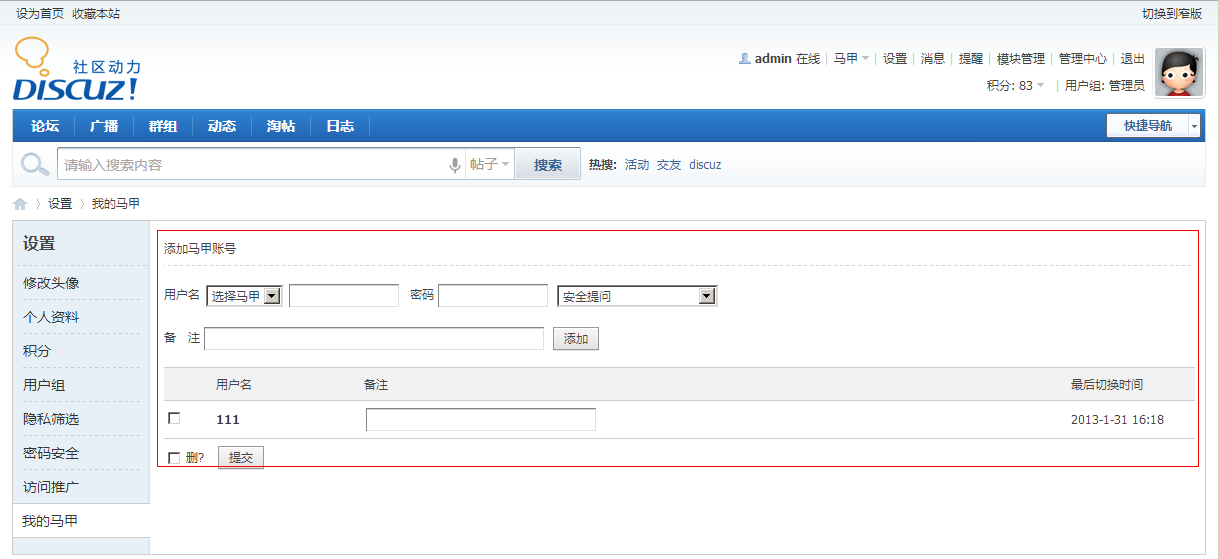 设为首页 收藏本站 切换到窄版
社区动力
DISCUZ!
admin 在线 | 马甲 | 设置 | 消息 | 提醒 | 模块管理 | 管理中心 | 退出
积分: 83 | 用户组: 管理员
论坛 广播 群组 动态 淘帖 日志 快捷导航
请输入搜索内容 帖子 搜索 热搜: 活动 交友 discuz
设置 › 我的马甲
设置
修改头像
个人资料
积分
用户组
隐私筛选
密码安全
访问推广
我的马甲
添加马甲账号
用户名 选择马甲 密码 安全提问
备 注 添加
用户名 备注 最后切换时间
111 2013-1-31 16:18
删? 提交